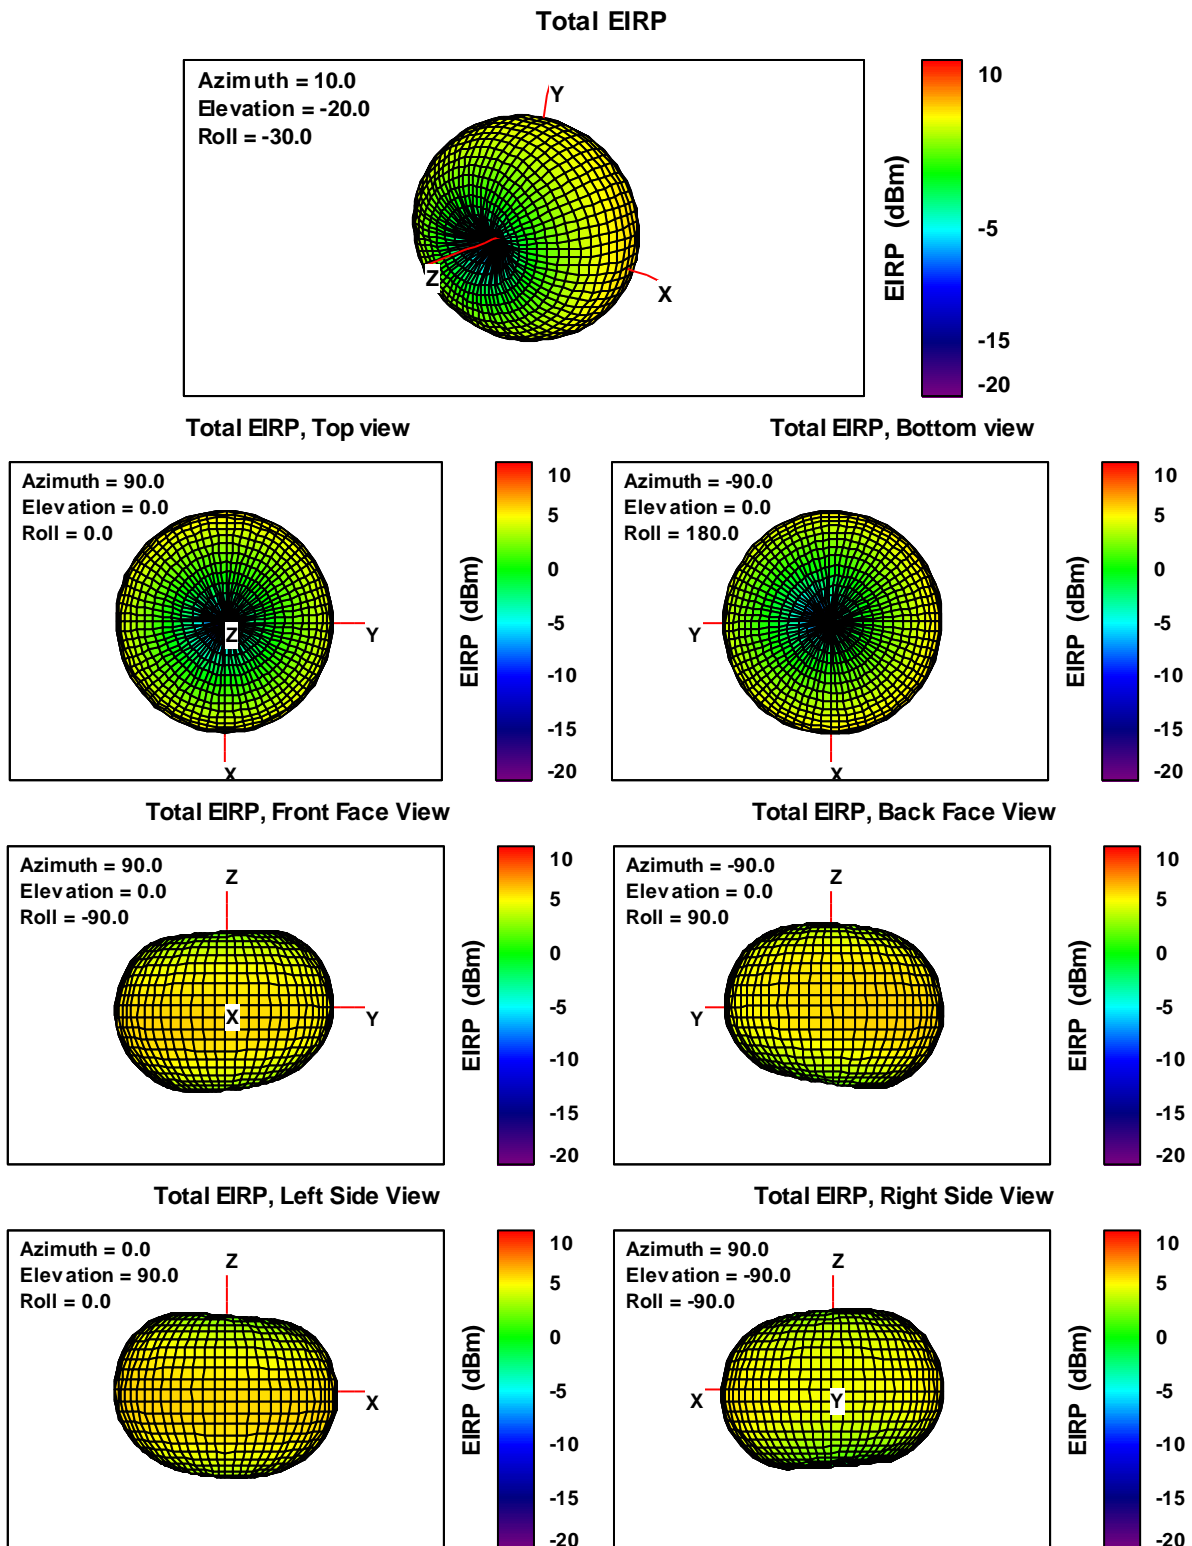 Total EIRP
Azimuth = 10.0
Elevation = -20.0
Roll = -30.0
Y
Z
X
EIRP (dBm)
10
-5
-15
-20
Total EIRP, Top view
Azimuth = 90.0
Elevation = 0.0
Roll = 0.0
Z
Y
X
EIRP (dBm)
10
5
0
-5
-10
-15
-20
Total EIRP, Bottom view
Azimuth = -90.0
Elevation = 0.0
Roll = 180.0
Y
X
EIRP (dBm)
10
5
0
-5
-10
-15
-20
Total EIRP, Front Face View
Azimuth = 90.0
Elevation = 0.0
Roll = -90.0
Z
X
Y
EIRP (dBm)
10
5
0
-5
-10
-15
-20
Total EIRP, Back Face View
Azimuth = -90.0
Elevation = 0.0
Roll = 90.0
Z
Y
EIRP (dBm)
10
5
0
-5
-10
-15
-20
Total EIRP, Left Side View
Azimuth = 0.0
Elevation = 90.0
Roll = 0.0
Z
X
EIRP (dBm)
10
5
0
-5
-10
-15
-20
Total EIRP, Right Side View
Azimuth = 90.0
Elevation = -90.0
Roll = -90.0
Z
X
Y
EIRP (dBm)
10
5
0
-5
-10
-15
-20